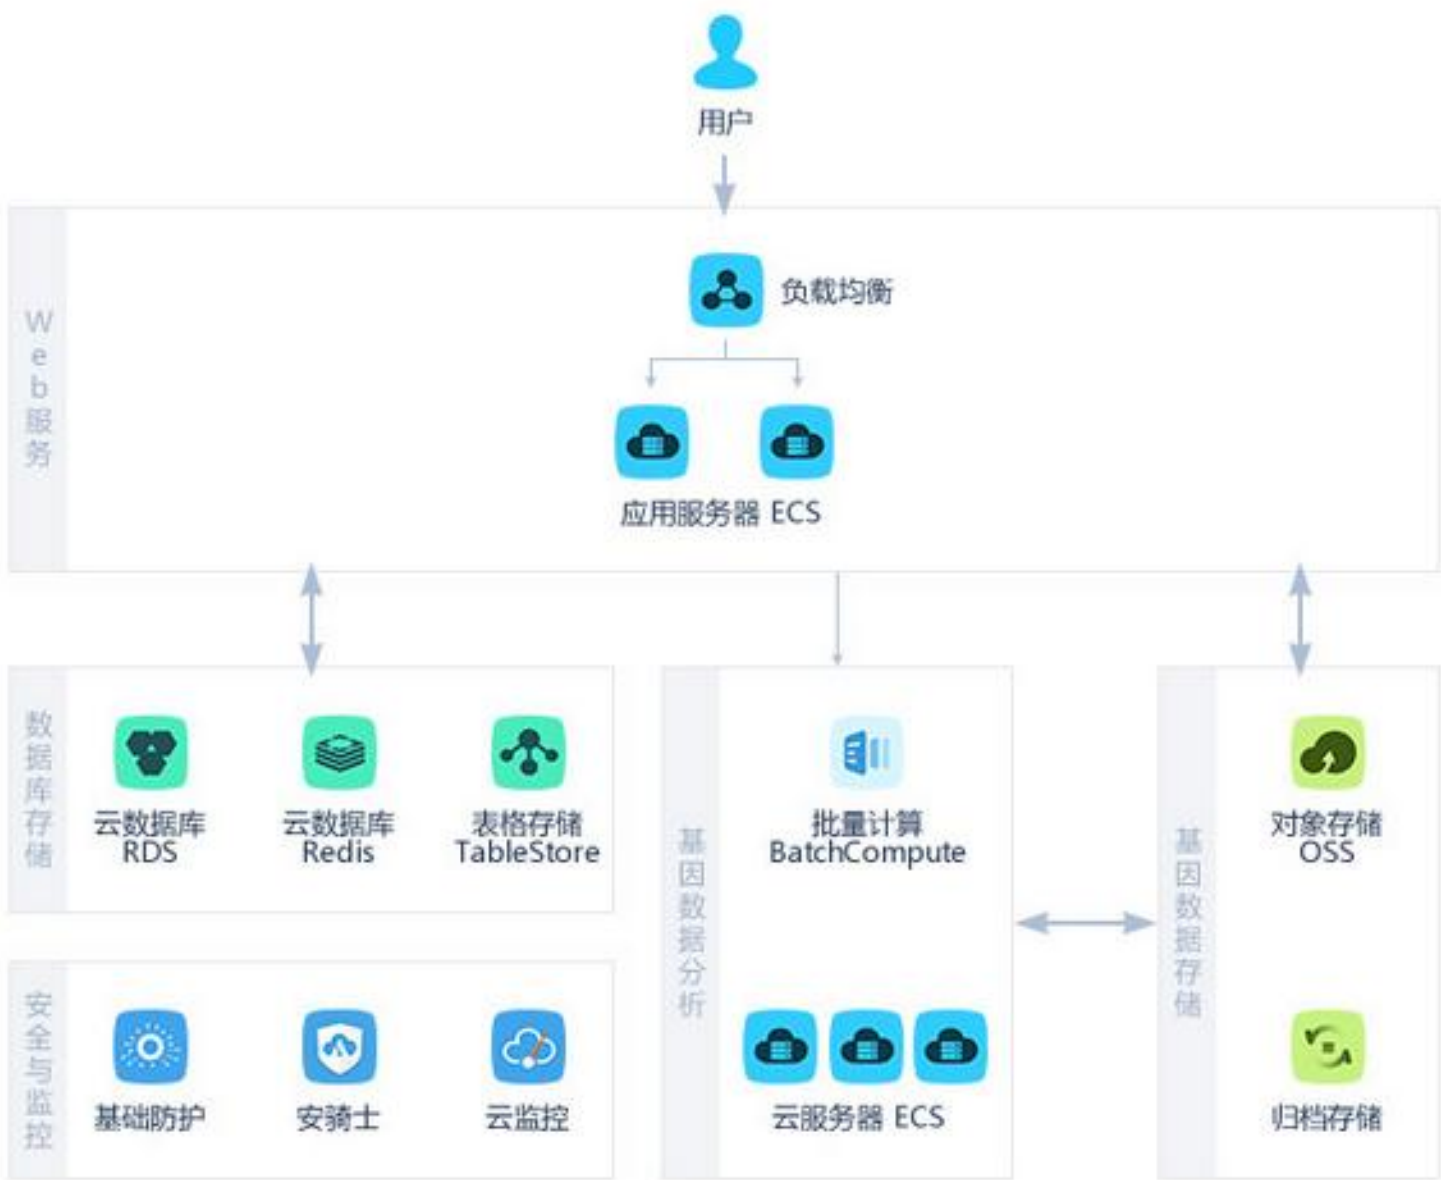 用户
Web服务
负载均衡
应用服务器 ECS
数据库存储
云数据库
RDS
云数据库
Redis
表格存储
TableStore
安全与监控
基础防护
安骑士
云监控
基因数据分析
批量计算
BatchCompute
云服务器 ECS
基因数据存储
对象存储
OSS
归档存储